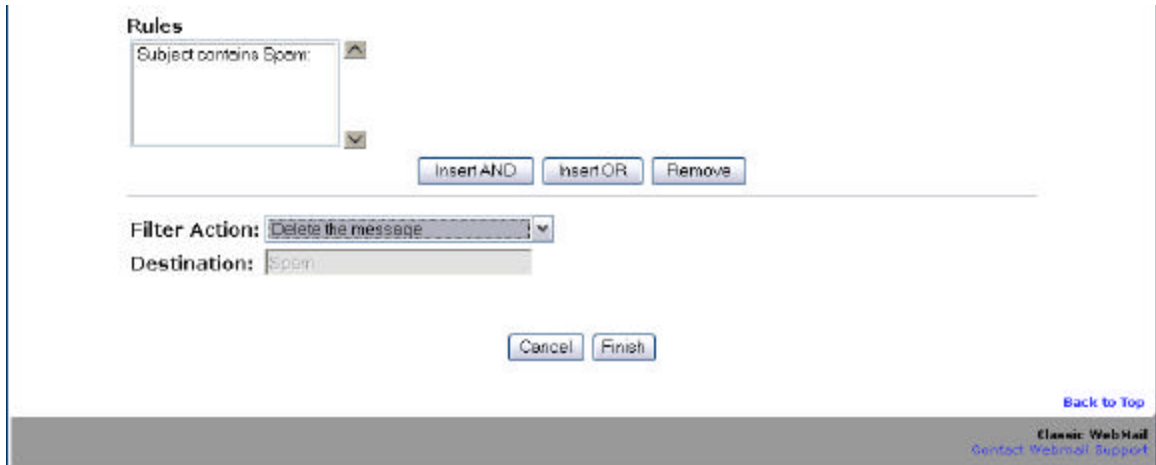 Rules
Subject contains Spam:
Insert AND Insert OR Remove
Filter Action: Delete the message
Destination: Spam
Cancel Finish
Back to Top
Classic WebMail
Contact Webmail Support